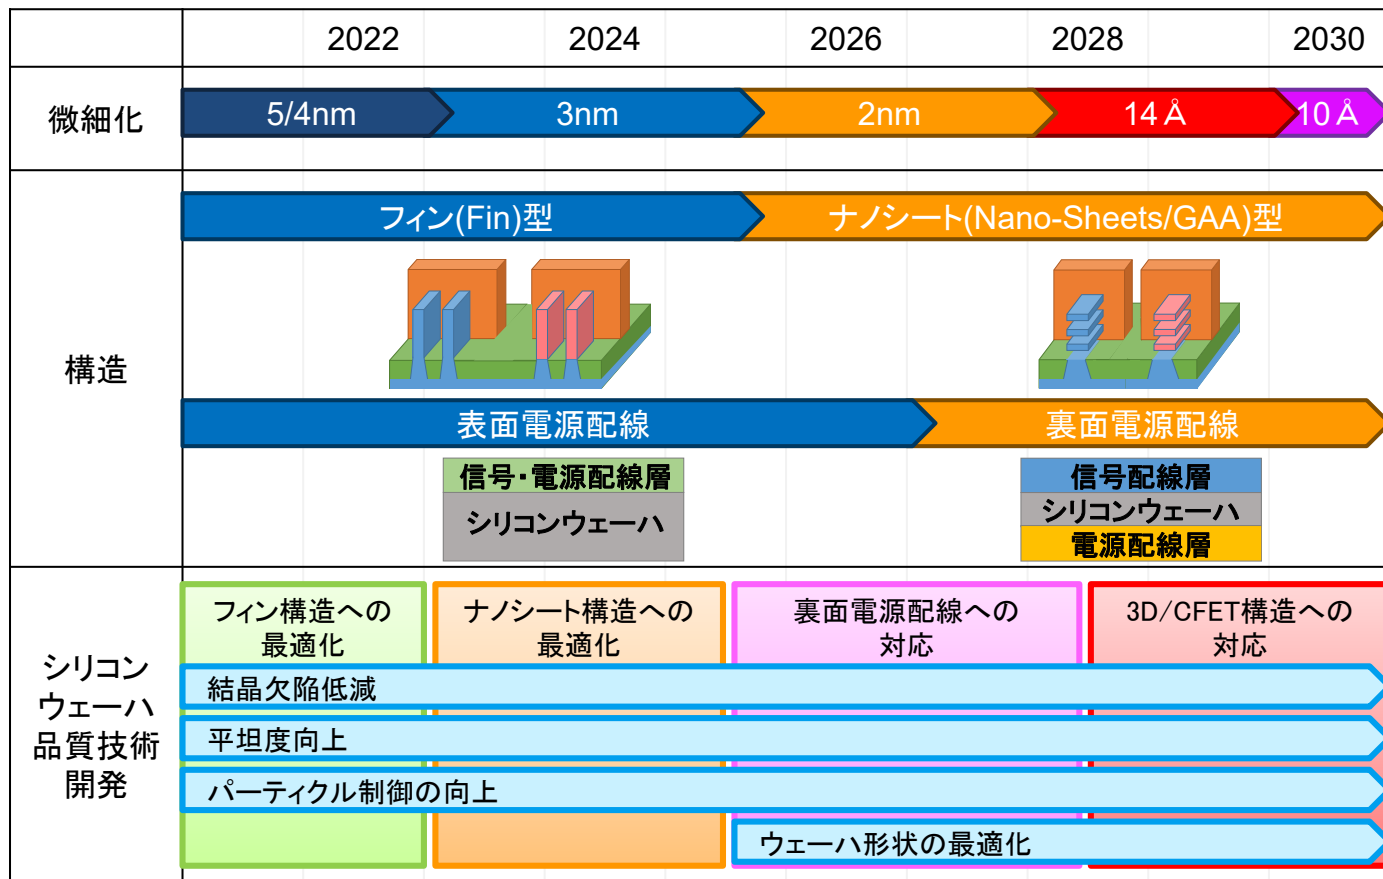 2022 2024 2026 2028 2030
微細化
5/4nm 3nm 2nm 14Å 10Å
構造
フィン(Fin)型 ナノシート(Nano-Sheets/GAA)型
表面電源配線 裏面電源配線
信号・電源配線層
シリコンウェーハ
信号配線層
シリコンウェーハ
電源配線層
シリコン
ウェーハ
品質技術
開発
フィン構造への
最適化
ナノシート構造への
最適化
裏面電源配線への
対応
3D/CFET構造への
対応
結晶欠陥低減
平坦度向上
パーティクル制御の向上
ウェーハ形状の最適化